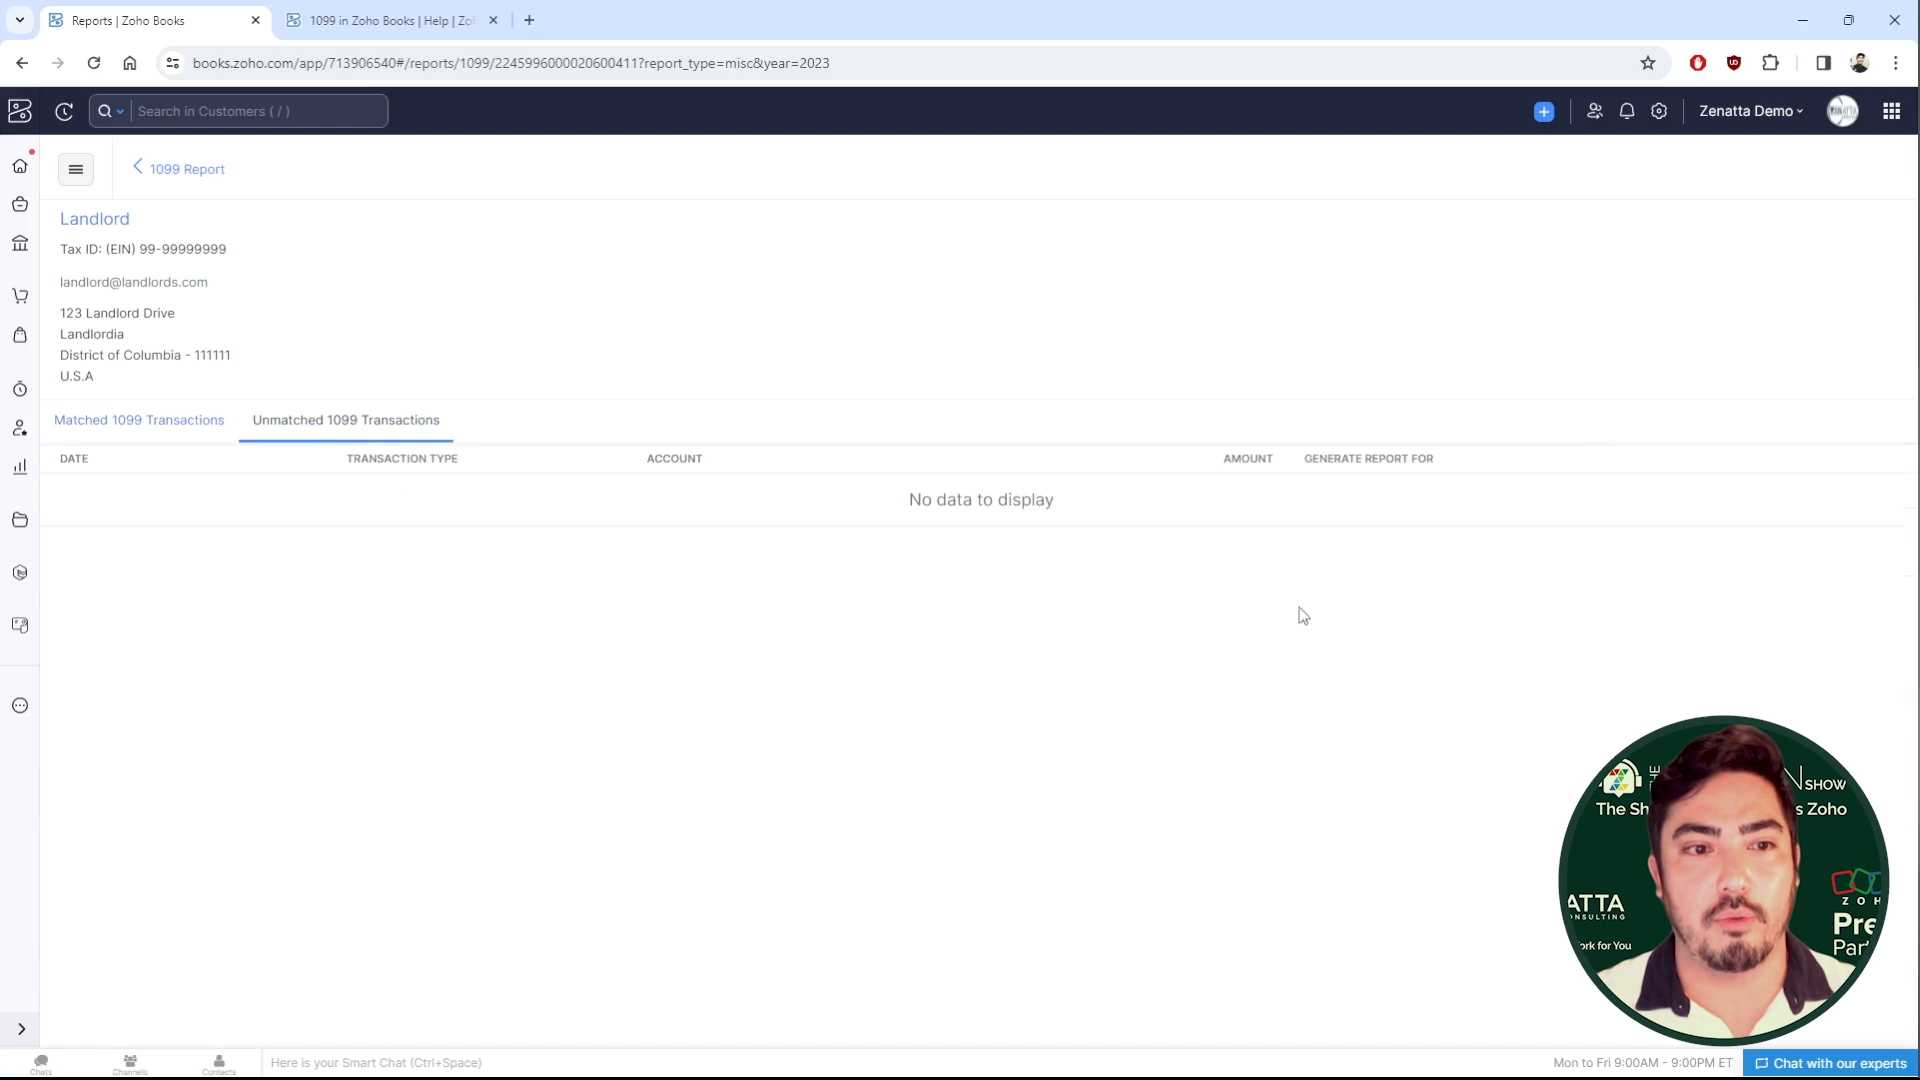 Reports | Zoho Books
1099 in Zoho Books | Help | Zo
books.zoho.com/app/713906540#/reports/1099/2245996000020600411?report_type=misc&year=2023
Search in Customers ( / )
Zenatta Demo
1099 Report
Landlord
Tax ID: (EIN) 99-99999999
landlord@landlords.com
123 Landlord Drive
Landlordia
District of Columbia - 111111
U.S.A
Matched 1099 Transactions
Unmatched 1099 Transactions
DATE
TRANSACTION TYPE
ACCOUNT
AMOUNT
GENERATE REPORT FOR
No data to display
THE
N SHOW
The Sh
s Zoho
ATTA
ONSULTING
ork for You
ZOH
Pre
Par
Chats
Channels
Contacts
Here is your Smart Chat (Ctrl+Space)
Mon to Fri 9:00AM - 9:00PM ET
Chat with our experts